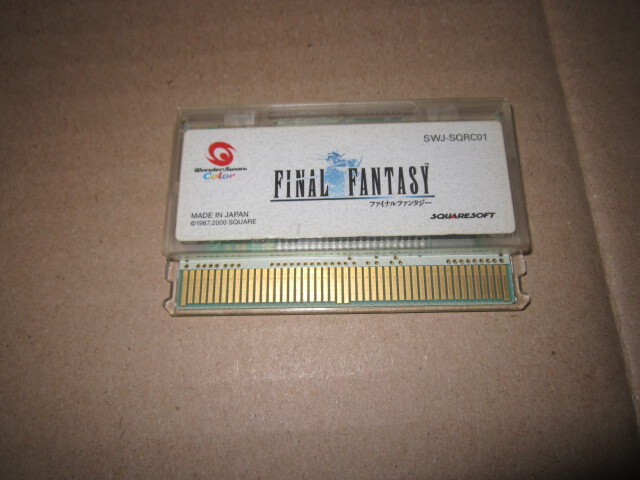 SWJ-SQRC01
WonderSwan
Color
FINAL FANTASY™
ファイナルファンタジー
MADE IN JAPAN
©1987,2000 SQUARE
SQUARESOFT